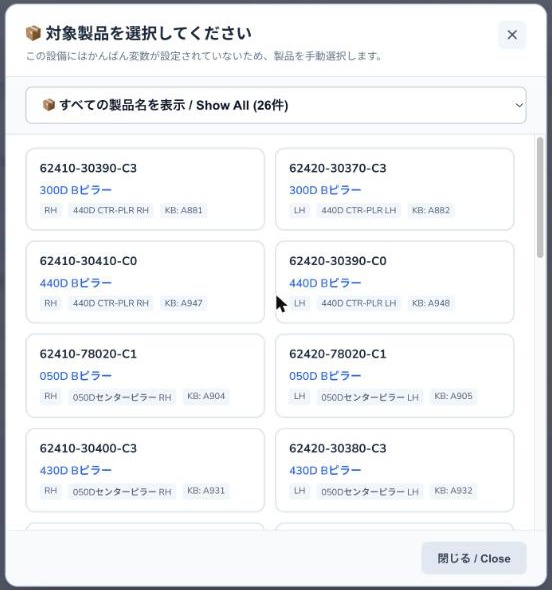 📦 対象製品を選択してください
この設備にはかんばん変数が設定されていないため、製品を手動選択します。
📦 すべての製品名を表示 / Show All (26件)
62410-30390-C3
300D Bピラー
RH 440D CTR-PLR RH KB: A881
62420-30370-C3
300D Bピラー
LH 440D CTR-PLR LH KB: A882
62410-30410-C0
440D Bピラー
RH 440D CTR-PLR RH KB: A947
62420-30390-C0
440D Bピラー
LH 440D CTR-PLR LH KB: A948
62410-78020-C1
050D Bピラー
RH 050Dセンターピラー RH KB: A904
62420-78020-C1
050D Bピラー
LH 050Dセンターピラー LH KB: A905
62410-30400-C3
430D Bピラー
RH 050Dセンターピラー RH KB: A931
62420-30380-C3
430D Bピラー
LH 050Dセンターピラー LH KB: A932
閉じる / Close